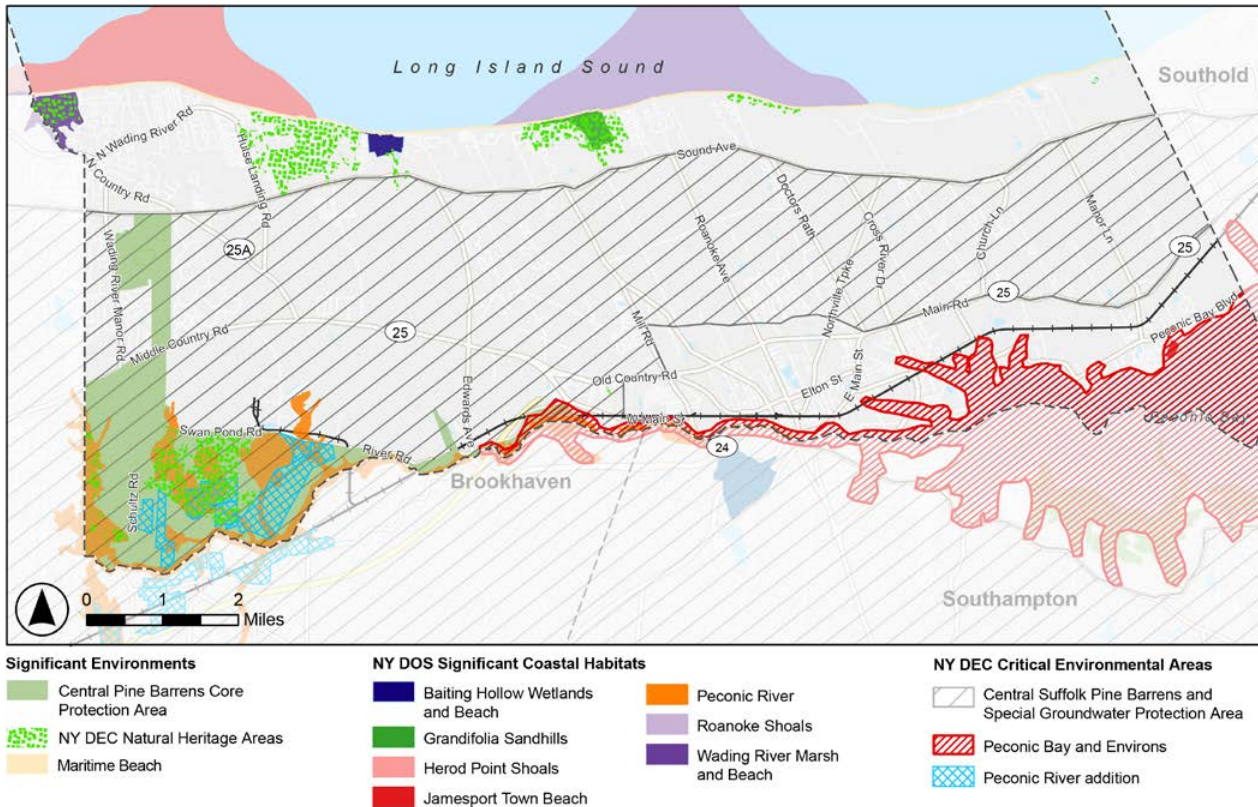 Long Island Sound
Southold
N Wading River Rd
N Country Rd
Hulse Landing Rd
Sound Ave
Wading River Manor Rd
25A
Doctors Path
Cross River Dr
Church Ln
Manor Ln
Roanoke Ave
Northville Tpke
25
Main Rd
25
Peconic Bay Blvd
Middle Country Rd
25
Mill Rd
Old Country Rd
Elton St
E Main St
Edwards Ave
W Main St
Peconic Bay
Swan Pond Rd
River Rd
24
Brookhaven
Schultz Rd
Southampton
0 1 2
Miles
Significant Environments
Central Pine Barrens Core
Protection Area
NY DEC Natural Heritage Areas
Maritime Beach
NY DOS Significant Coastal Habitats
Baiting Hollow Wetlands
and Beach
Grandifolia Sandhills
Herod Point Shoals
Jamesport Town Beach
Peconic River
Roanoke Shoals
Wading River Marsh
and Beach
NY DEC Critical Environmental Areas
Central Suffolk Pine Barrens and
Special Groundwater Protection Area
Peconic Bay and Environs
Peconic River addition